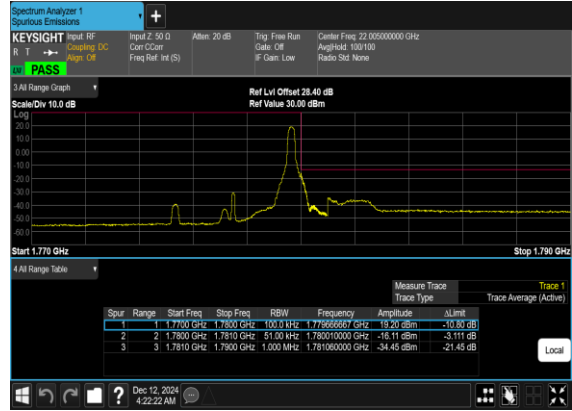 Spectrum Analyzer 1
Spurious Emissions
+
KEYSIGHT Input: RF Input Z: 50 Ω Atten: 20 dB Trig: Free Run Center Freq: 22.005000000 GHz
R T Coupling: DC Corr CCorr Gate: Off Avg|Hold: 100/100
Align: Off Freq Ref: Int (S) IF Gain: Low Radio Std: None
PASS
3 All Range Graph
Ref Lvl Offset 28.40 dB
Scale/Div 10.0 dB Ref Value 30.00 dBm
Log
20.0
10.0
0.00
-10.0
-20.0
-30.0
-40.0
-50.0
-60.0
Start 1.770 GHz Stop 1.790 GHz
4 All Range Table
Measure Trace Trace 1
Trace Type Trace Average (Active)
Spur Range Start Freq Stop Freq RBW Frequency Amplitude ΔLimit
1 1 1.7700 GHz 1.7800 GHz 100.0 kHz 1.779666667 GHz 19.20 dBm -10.80 dB
2 2 1.7800 GHz 1.7810 GHz 51.00 kHz 1.780010000 GHz -16.11 dBm -3.111 dB
3 3 1.7810 GHz 1.7900 GHz 1.000 MHz 1.781060000 GHz -34.45 dBm -21.45 dB
Local
? Dec 12, 2024
4:22:22 AM